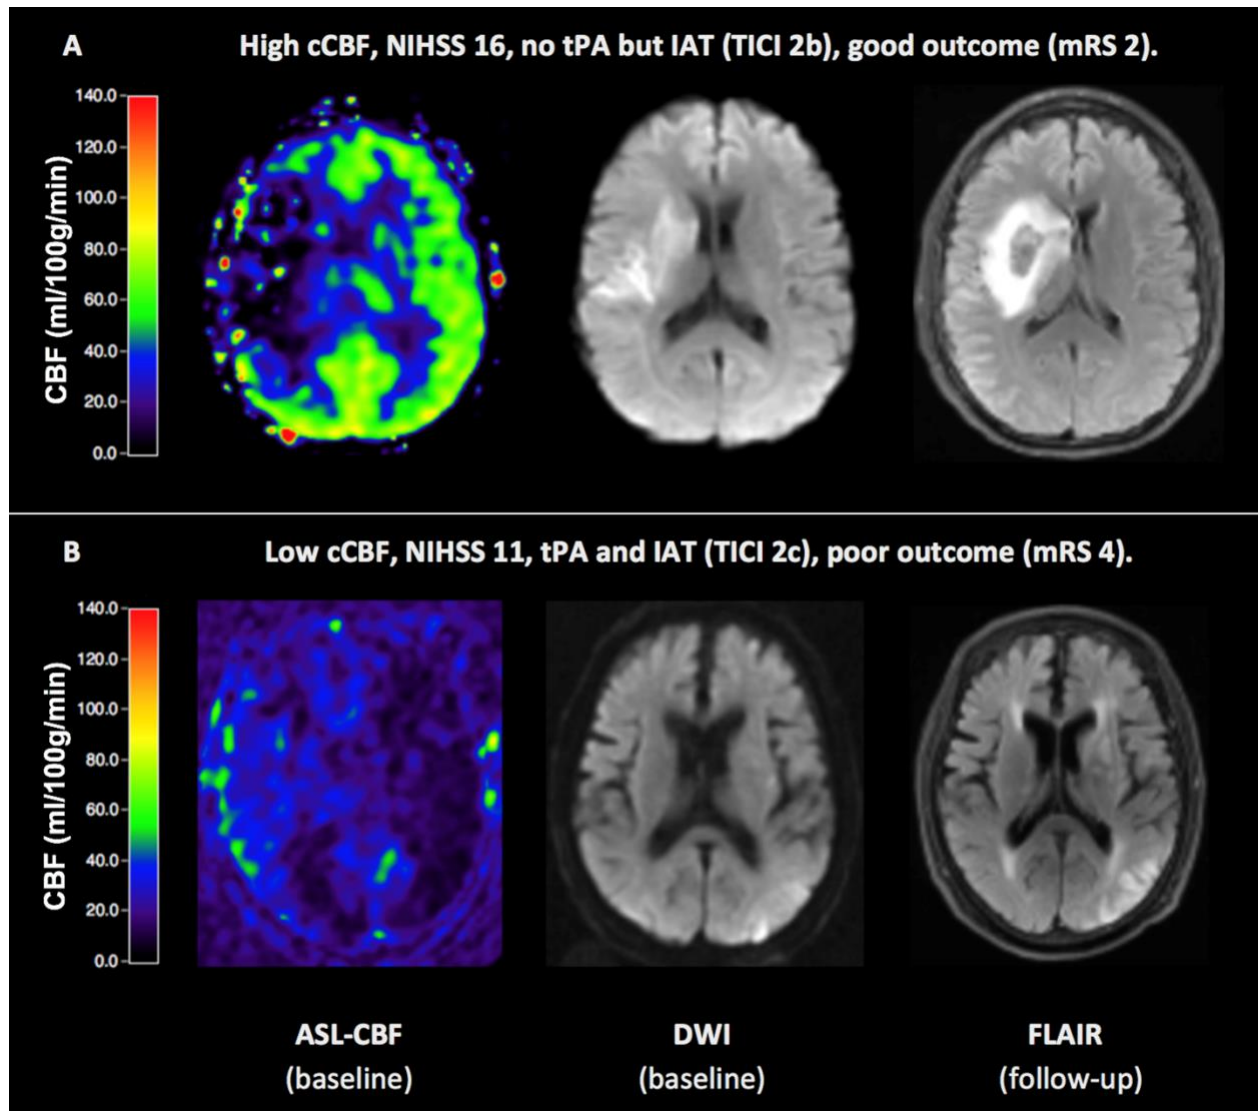 A
High cCBF, NIHSS 16, no tPA but IAT (TICI 2b), good outcome (mRS 2).
CBF (ml/100g/min)
140.0
120.0
100.0
80.0
60.0
40.0
20.0
0.0
B
Low cCBF, NIHSS 11, tPA and IAT (TICI 2c), poor outcome (mRS 4).
CBF (ml/100g/min)
140.0
120.0
100.0
80.0
60.0
40.0
20.0
0.0
ASL-CBF
(baseline)
DWI
(baseline)
FLAIR
(follow-up)